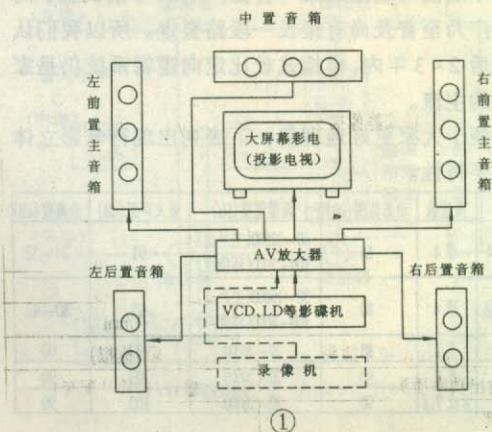 中置音箱
左前置主音箱
右前置主音箱
大屏幕彩电
(投影电视)
AV放大器
左后置音箱
右后置音箱
VCD、LD等影碟机
录像机
①